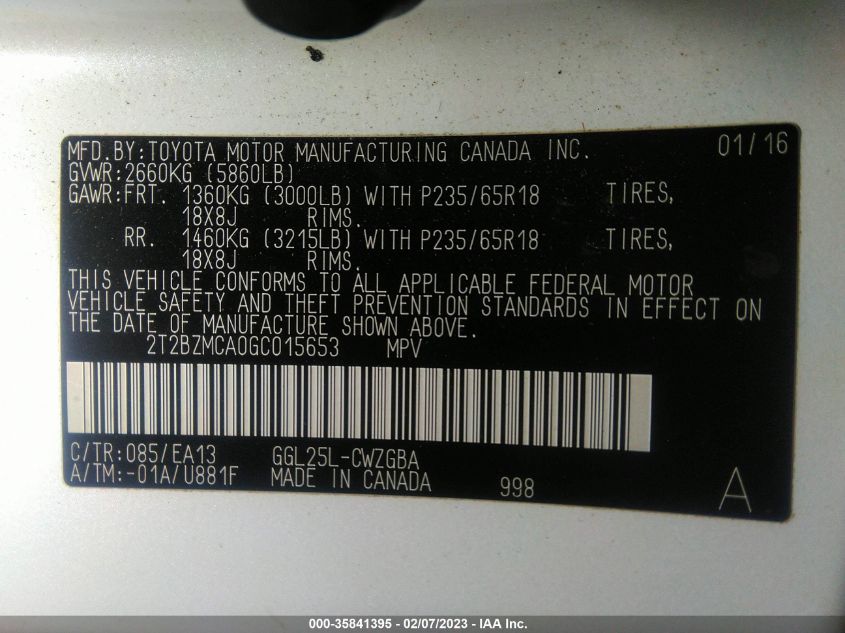 MFD.BY:TOYOTA MOTOR MANUFACTURING CANADA INC. 01/16
GVWR:2660KG (5860LB)
GAWR:FRT. 1360KG (3000LB) WITH P235/65R18 TIRES,
18X8J RIMS.
RR. 1460KG (3215LB) WITH P235/65R18 TIRES,
18X8J RIMS.
THIS VEHICLE CONFORMS TO ALL APPLICABLE FEDERAL MOTOR
VEHICLE SAFETY AND THEFT PREVENTION STANDARDS IN EFFECT ON
THE DATE OF MANUFACTURE SHOWN ABOVE.
2T2BZMCA0GC015653 MPV
C/TR:085/EA13 GGL25L-CWZGBA
A/TM:-01A/U881F MADE IN CANADA 998 A
000-35841395 — 02/07/2023 — IAA Inc.